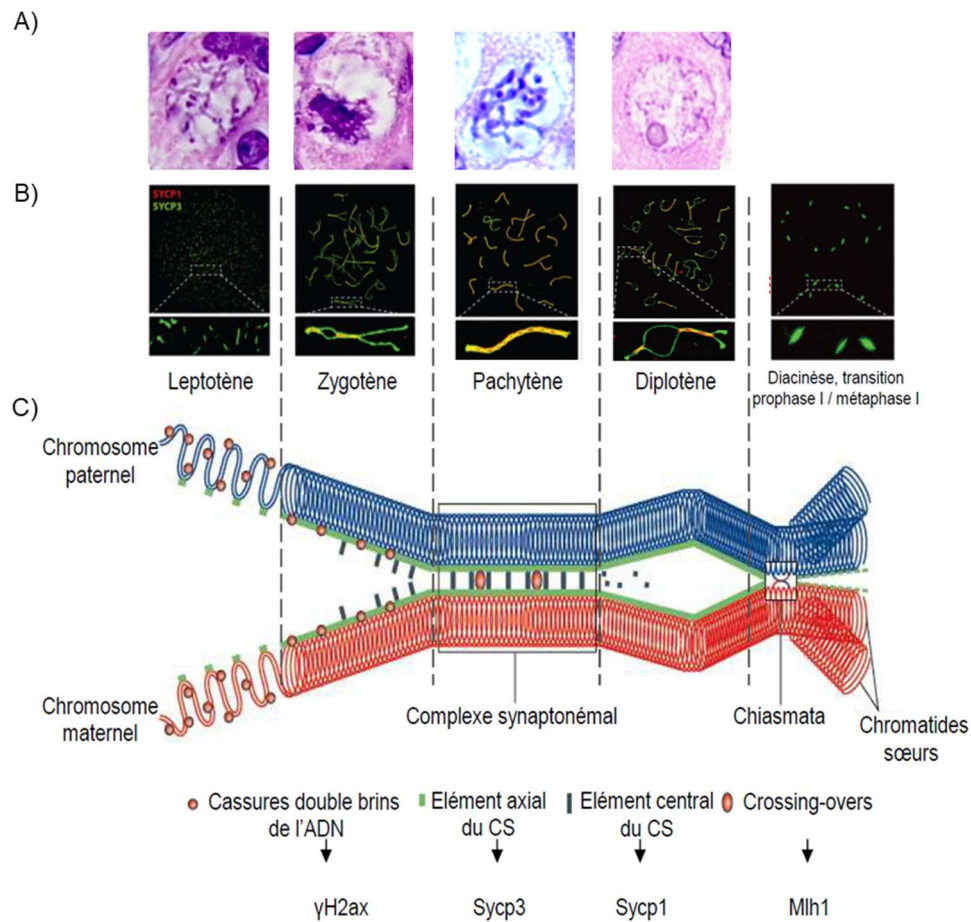 A)
B)
SYCP1
SYCP3
Leptotène
Zygotène
Pachytène
Diplotène
Diacinèse, transition
prophase I / métaphase I
C)
Chromosome
paternel
Chromosome
maternel
Complexe synaptonémal
Chiasmata
Chromatides
sœurs
Cassures double brins
de l'ADN
Elément axial
du CS
Elément central
du CS
Crossing-overs
γH2ax
Sycp3
Sycp1
Mlh1